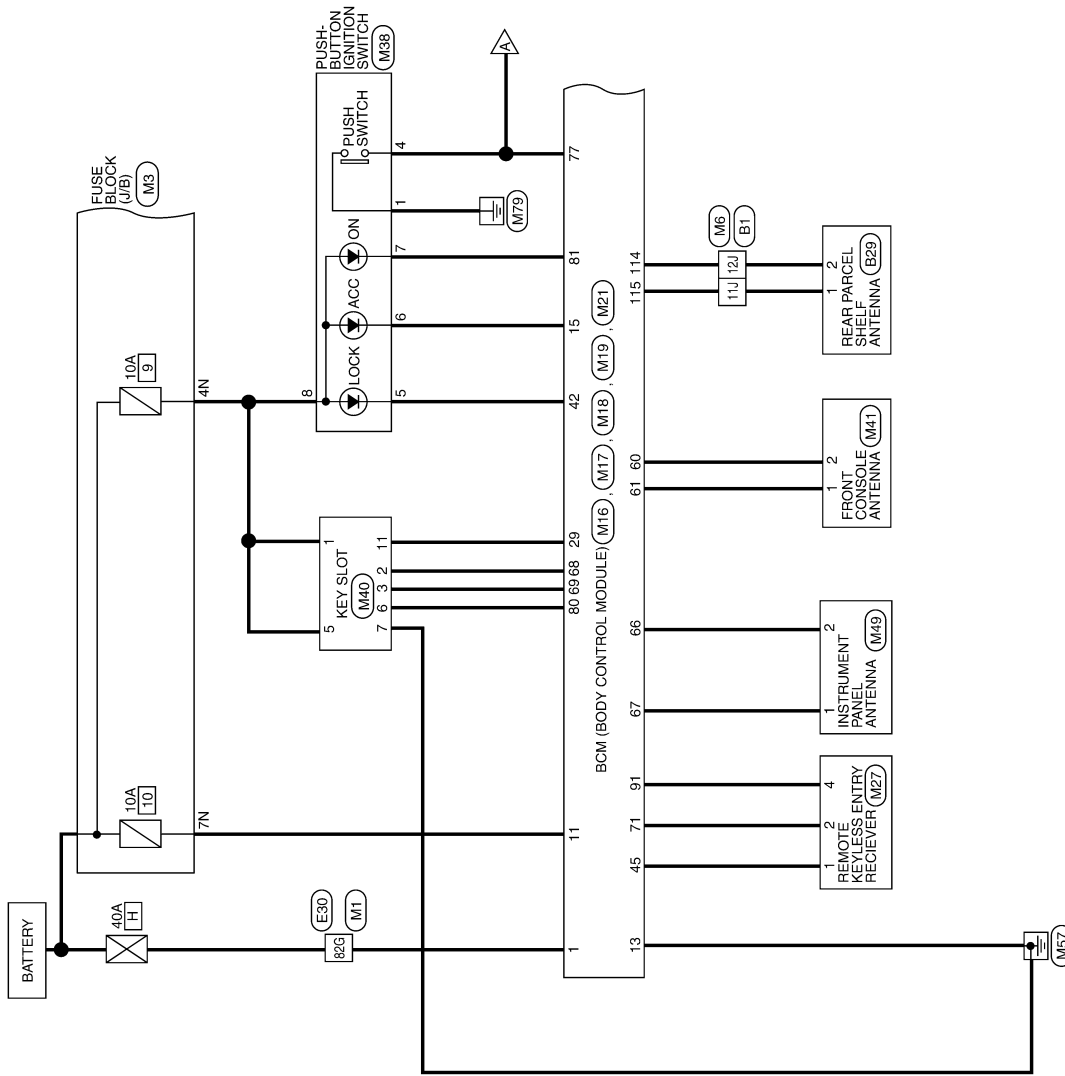 BATTERY
40A
H
E30
82G
M1
FUSE
BLOCK
(J/B)
M3
10A
10
7N
10A
9
4N
PUSH-
BUTTON
IGNITION
SWITCH
M38
8
LOCK
ACC
ON
PUSH
SWITCH
5
6
7
1
4
M79
A
5
1
KEY SLOT
M40
7
6
3
2
11
1
11
80
69
68
29
42
15
81
77
BCM (BODY CONTROL MODULE) M16 , M17 , M18 , M19 , M21
13
45
71
91
67
66
61
60
115
114
11J
12J
M6
B1
M57
1
2
4
REMOTE
KEYLESS ENTRY
RECIEVER
M27
1
2
INSTRUMENT
PANEL
ANTENNA
M49
1
2
FRONT
CONSOLE
ANTENNA
M41
1
2
REAR PARCEL
SHELF
ANTENNA
B29